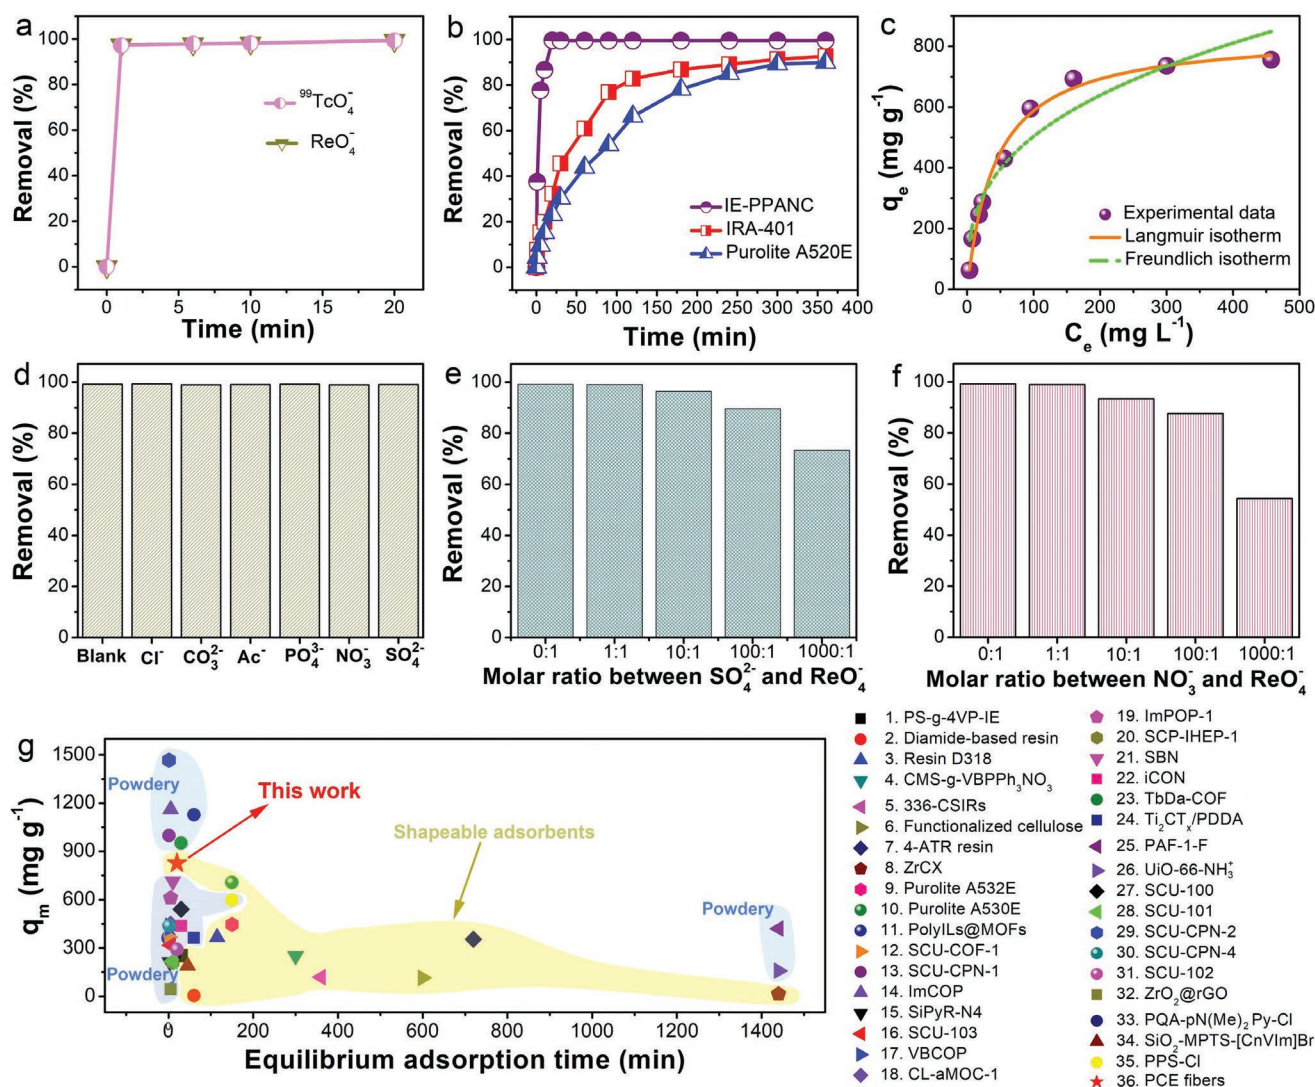 a
Removal (%)
100
80
60
40
20
0
⁹⁹TcO₄⁻
ReO₄⁻
0
5
10
15
20
Time (min)
b
Removal (%)
100
80
60
40
20
0
IE-PPANC
IRA-401
Purolite A520E
0 50 100 150 200 250 300 350 400
Time (min)
c
qₑ (mg g⁻¹)
800
600
400
200
0
Experimental data
Langmuir isotherm
Freundlich isotherm
0 100 200 300 400 500
Cₑ (mg L⁻¹)
d
Removal (%)
100
80
60
40
20
0
Blank Cl⁻ CO₃²⁻ Ac⁻ PO₄³⁻ NO₃⁻ SO₄²⁻
e
Removal (%)
100
80
60
40
20
0
0:1 1:1 10:1 100:1 1000:1
Molar ratio between SO₄²⁻ and ReO₄⁻
f
Removal (%)
100
80
60
40
20
0
0:1 1:1 10:1 100:1 1000:1
Molar ratio between NO₃⁻ and ReO₄⁻
g
qₘ (mg g⁻¹)
1500
1200
900
600
300
0
Powdery
This work
Shapeable adsorbents
Powdery
Powdery
0 200 400 600 800 1000 1200 1400
Equilibrium adsorption time (min)
1. PS-g-4VP-IE
2. Diamide-based resin
3. Resin D318
4. CMS-g-VBPPh₃NO₃
5. 336-CSIRs
6. Functionalized cellulose
7. 4-ATR resin
8. ZrCX
9. Purolite A532E
10. Purolite A530E
11. PolyILs@MOFs
12. SCU-COF-1
13. SCU-CPN-1
14. ImCOP
15. SiPyR-N4
16. SCU-103
17. VBCOP
18. CL-aMOC-1
19. ImPOP-1
20. SCP-IHEP-1
21. SBN
22. iCON
23. TbDa-COF
24. Ti₂CTₓ/PDDA
25. PAF-1-F
26. UiO-66-NH₃⁺
27. SCU-100
28. SCU-101
29. SCU-CPN-2
30. SCU-CPN-4
31. SCU-102
32. ZrO₂@rGO
33. PQA-pN(Me)₂Py-Cl
34. SiO₂-MPTS-[CnVIm]Br
35. PPS-Cl
36. PCE fibers